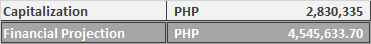 Capitalization PHP 2,830,335
Financial Projection PHP 4,545,633.70